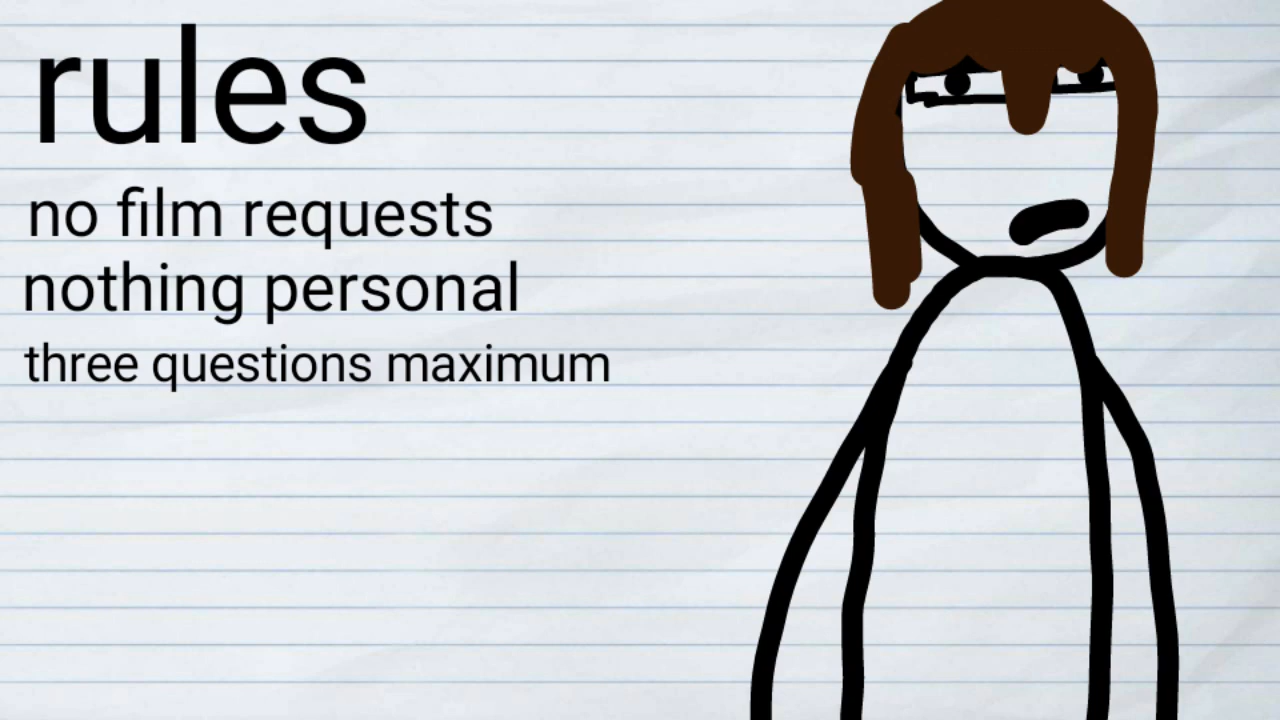 rules
no film requests
nothing personal
three questions maximum